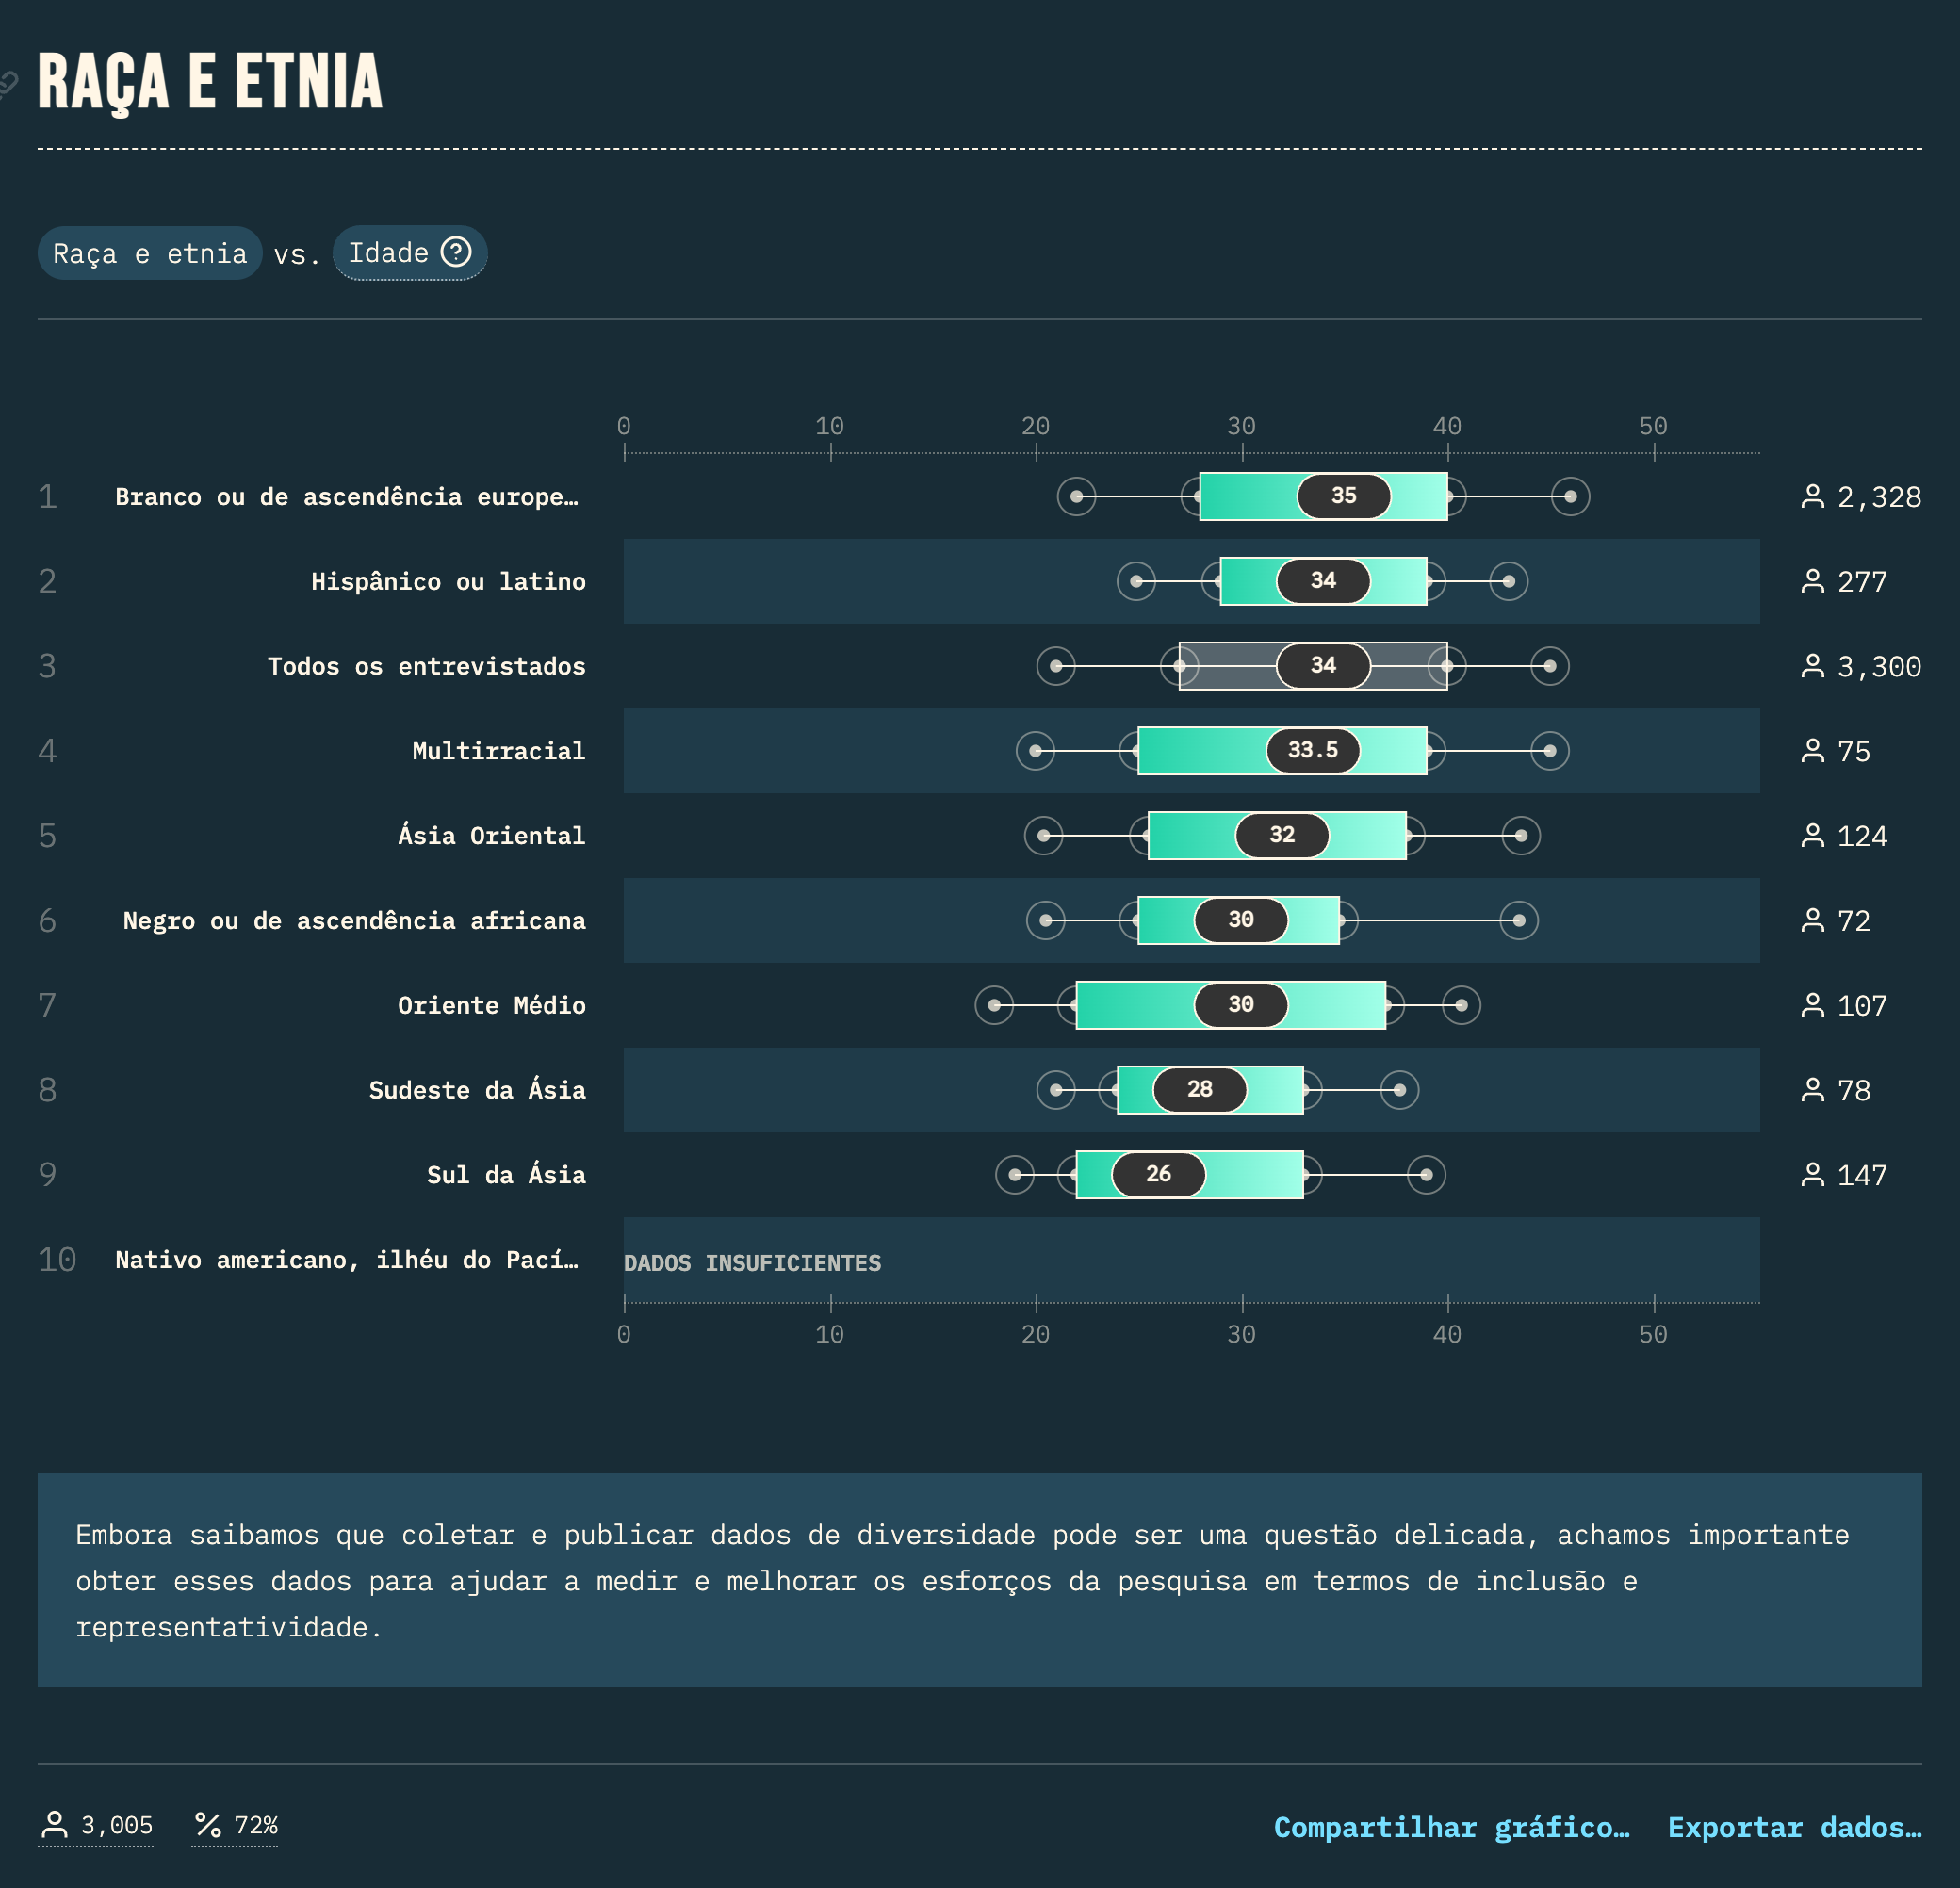 RAÇA E ETNIA
Raça e etnia vs. Idade
0 10 20 30 40 50
1 Branco ou de ascendência europe… 35 2,328
2 Hispânico ou latino 34 277
3 Todos os entrevistados 34 3,300
4 Multirracial 33.5 75
5 Ásia Oriental 32 124
6 Negro ou de ascendência africana 30 72
7 Oriente Médio 30 107
8 Sudeste da Ásia 28 78
9 Sul da Ásia 26 147
10 Nativo americano, ilhéu do Pací… DADOS INSUFICIENTES
0 10 20 30 40 50
Embora saibamos que coletar e publicar dados de diversidade pode ser uma questão delicada, achamos importante
obter esses dados para ajudar a medir e melhorar os esforços da pesquisa em termos de inclusão e
representatividade.
3,005 72% Compartilhar gráfico… Exportar dados…